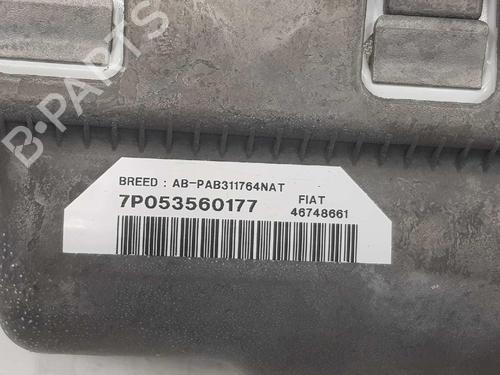 B-PARTS
BREED : AB-PAB311764NAT
7P053560177
FIAT
46748661